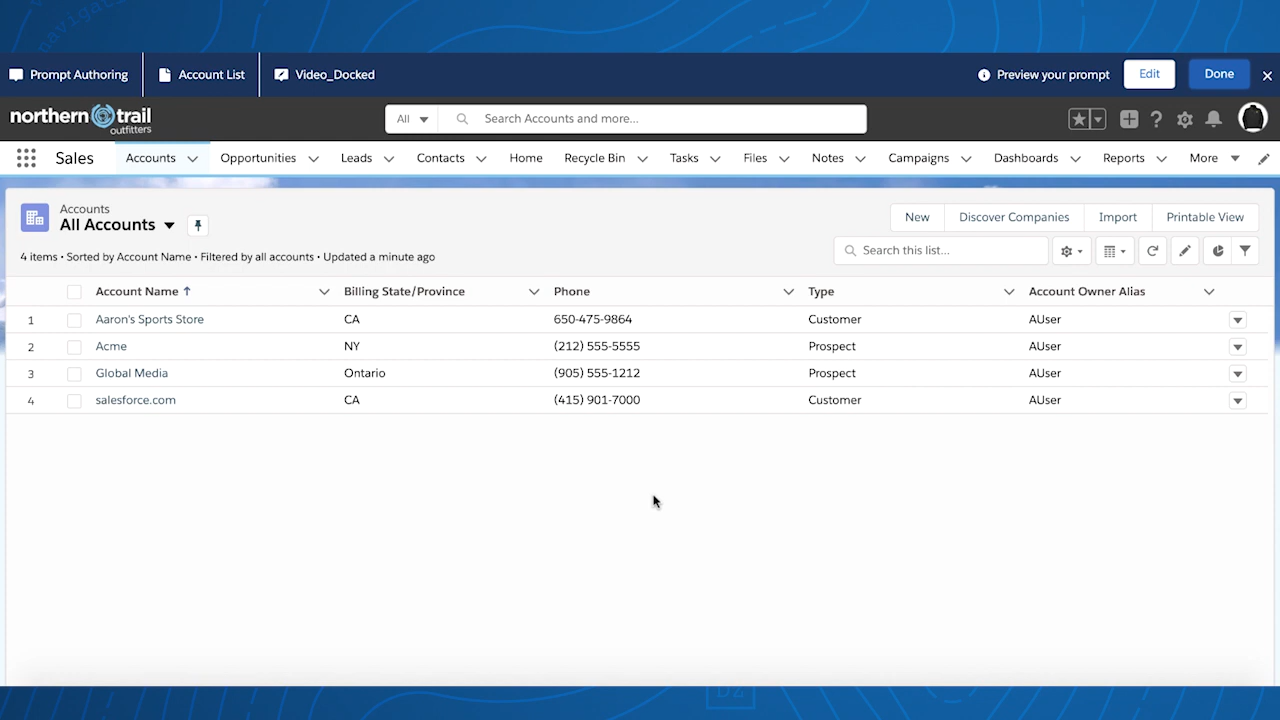 navigat
Prompt Authoring Account List Video_Docked Preview your prompt Edit Done
northern trail
outfitters
All Search Accounts and more...
Sales Accounts Opportunities Leads Contacts Home Recycle Bin Tasks Files Notes Campaigns Dashboards Reports More
Accounts
All Accounts
New Discover Companies Import Printable View
4 items • Sorted by Account Name • Filtered by all accounts • Updated a minute ago
Search this list...
Account Name Billing State/Province Phone Type Account Owner Alias
1 Aaron's Sports Store CA 650-475-9864 Customer AUser
2 Acme NY (212) 555-5555 Prospect AUser
3 Global Media Ontario (905) 555-1212 Prospect AUser
4 salesforce.com CA (415) 901-7000 Customer AUser